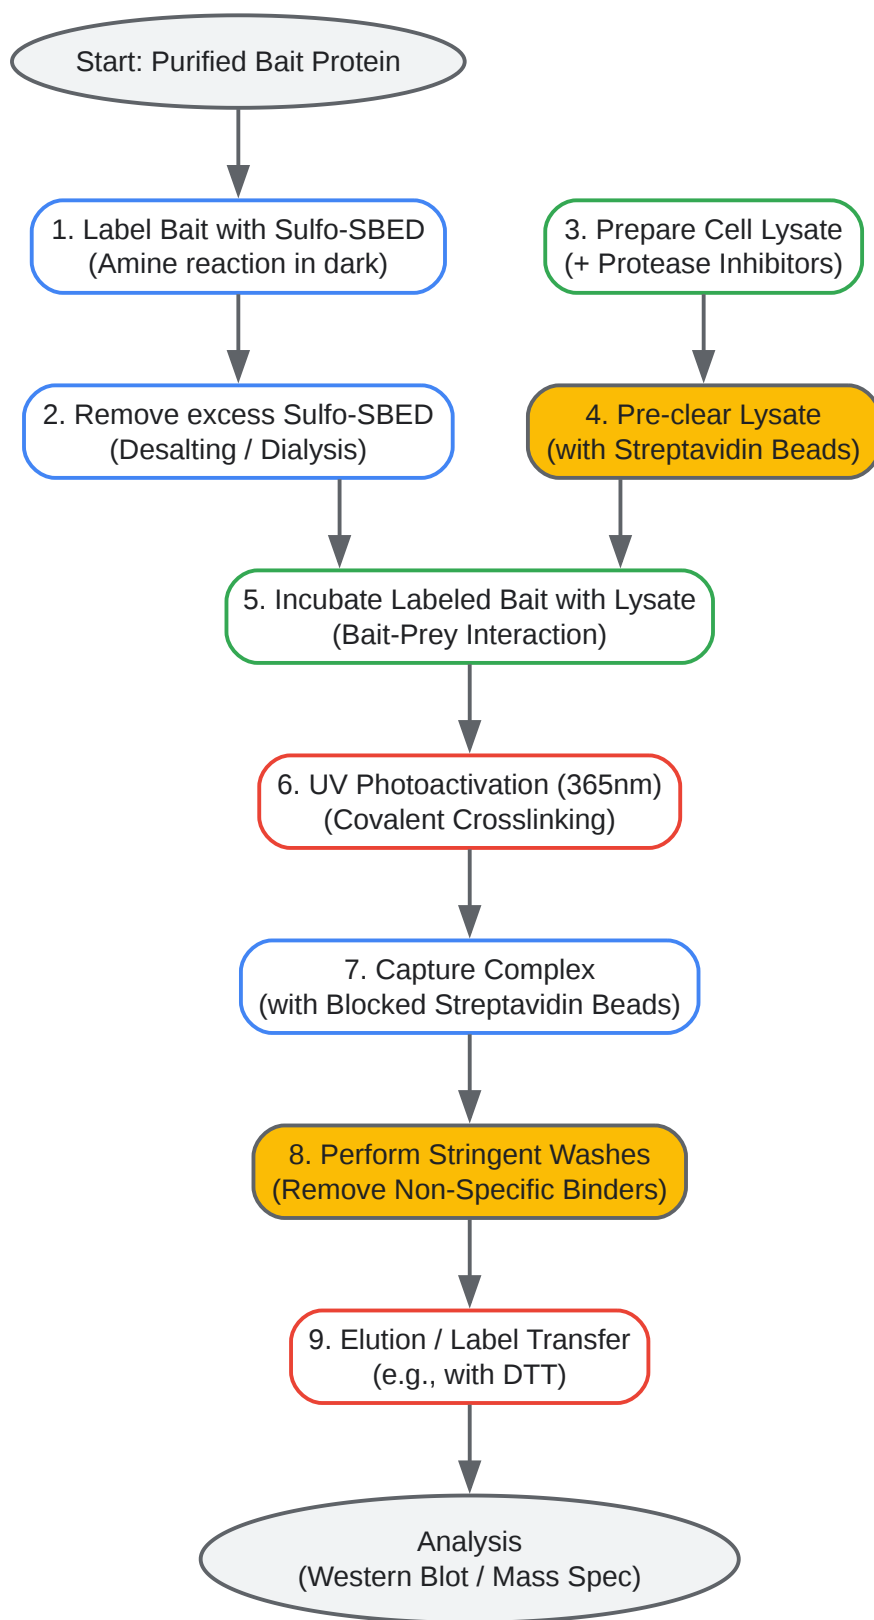 Start: Purified Bait Protein
1. Label Bait with Sulfo-SBED
(Amine reaction in dark)
3. Prepare Cell Lysate
(+ Protease Inhibitors)
2. Remove excess Sulfo-SBED
(Desalting / Dialysis)
4. Pre-clear Lysate
(with Streptavidin Beads)
5. Incubate Labeled Bait with Lysate
(Bait-Prey Interaction)
6. UV Photoactivation (365nm)
(Covalent Crosslinking)
7. Capture Complex
(with Blocked Streptavidin Beads)
8. Perform Stringent Washes
(Remove Non-Specific Binders)
9. Elution / Label Transfer
(e.g., with DTT)
Analysis
(Western Blot / Mass Spec)